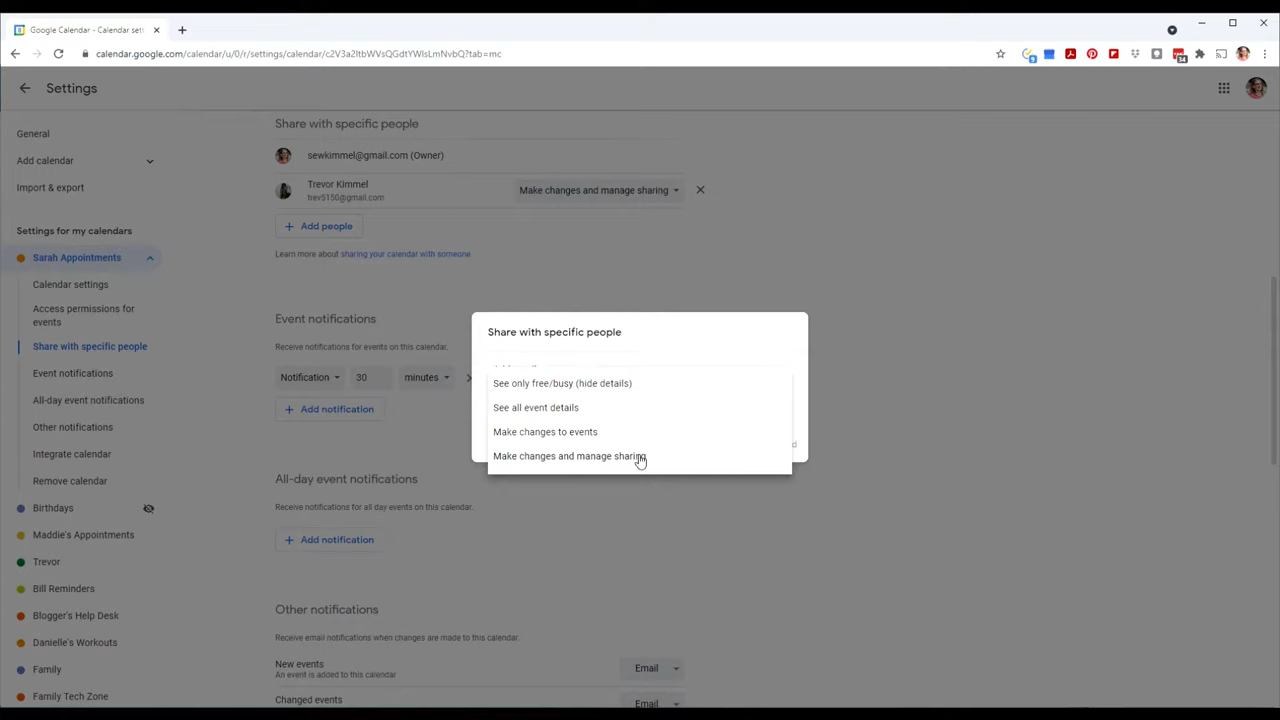 Google Calendar - Calendar sett
calendar.google.com/calendar/u/0/r/settings/calendar/c2V3a2ltbWVsQGdtYWlsLmNvbQ?tab=mc
9
34
Settings
General
Add calendar
Import & export
Settings for my calendars
Sarah Appointments
Calendar settings
Access permissions for
events
Share with specific people
Event notifications
All-day event notifications
Other notifications
Integrate calendar
Remove calendar
Birthdays
Maddie's Appointments
Trevor
Bill Reminders
Blogger's Help Desk
Danielle's Workouts
Family
Family Tech Zone
Share with specific people
sewkimmel@gmail.com (Owner)
Trevor Kimmel
trev5150@gmail.com
Make changes and manage sharing
Add people
Learn more about sharing your calendar with someone
Event notifications
Receive notifications for events on this calendar.
Notification 30 minutes
Add notification
All-day event notifications
Receive notifications for all day events on this calendar.
Add notification
Other notifications
Receive email notifications when changes are made to this calendar.
New events
An event is added to this calendar
Email
Changed events
Email
Share with specific people
See only free/busy (hide details)
See all event details
Make changes to events
Make changes and manage sharing